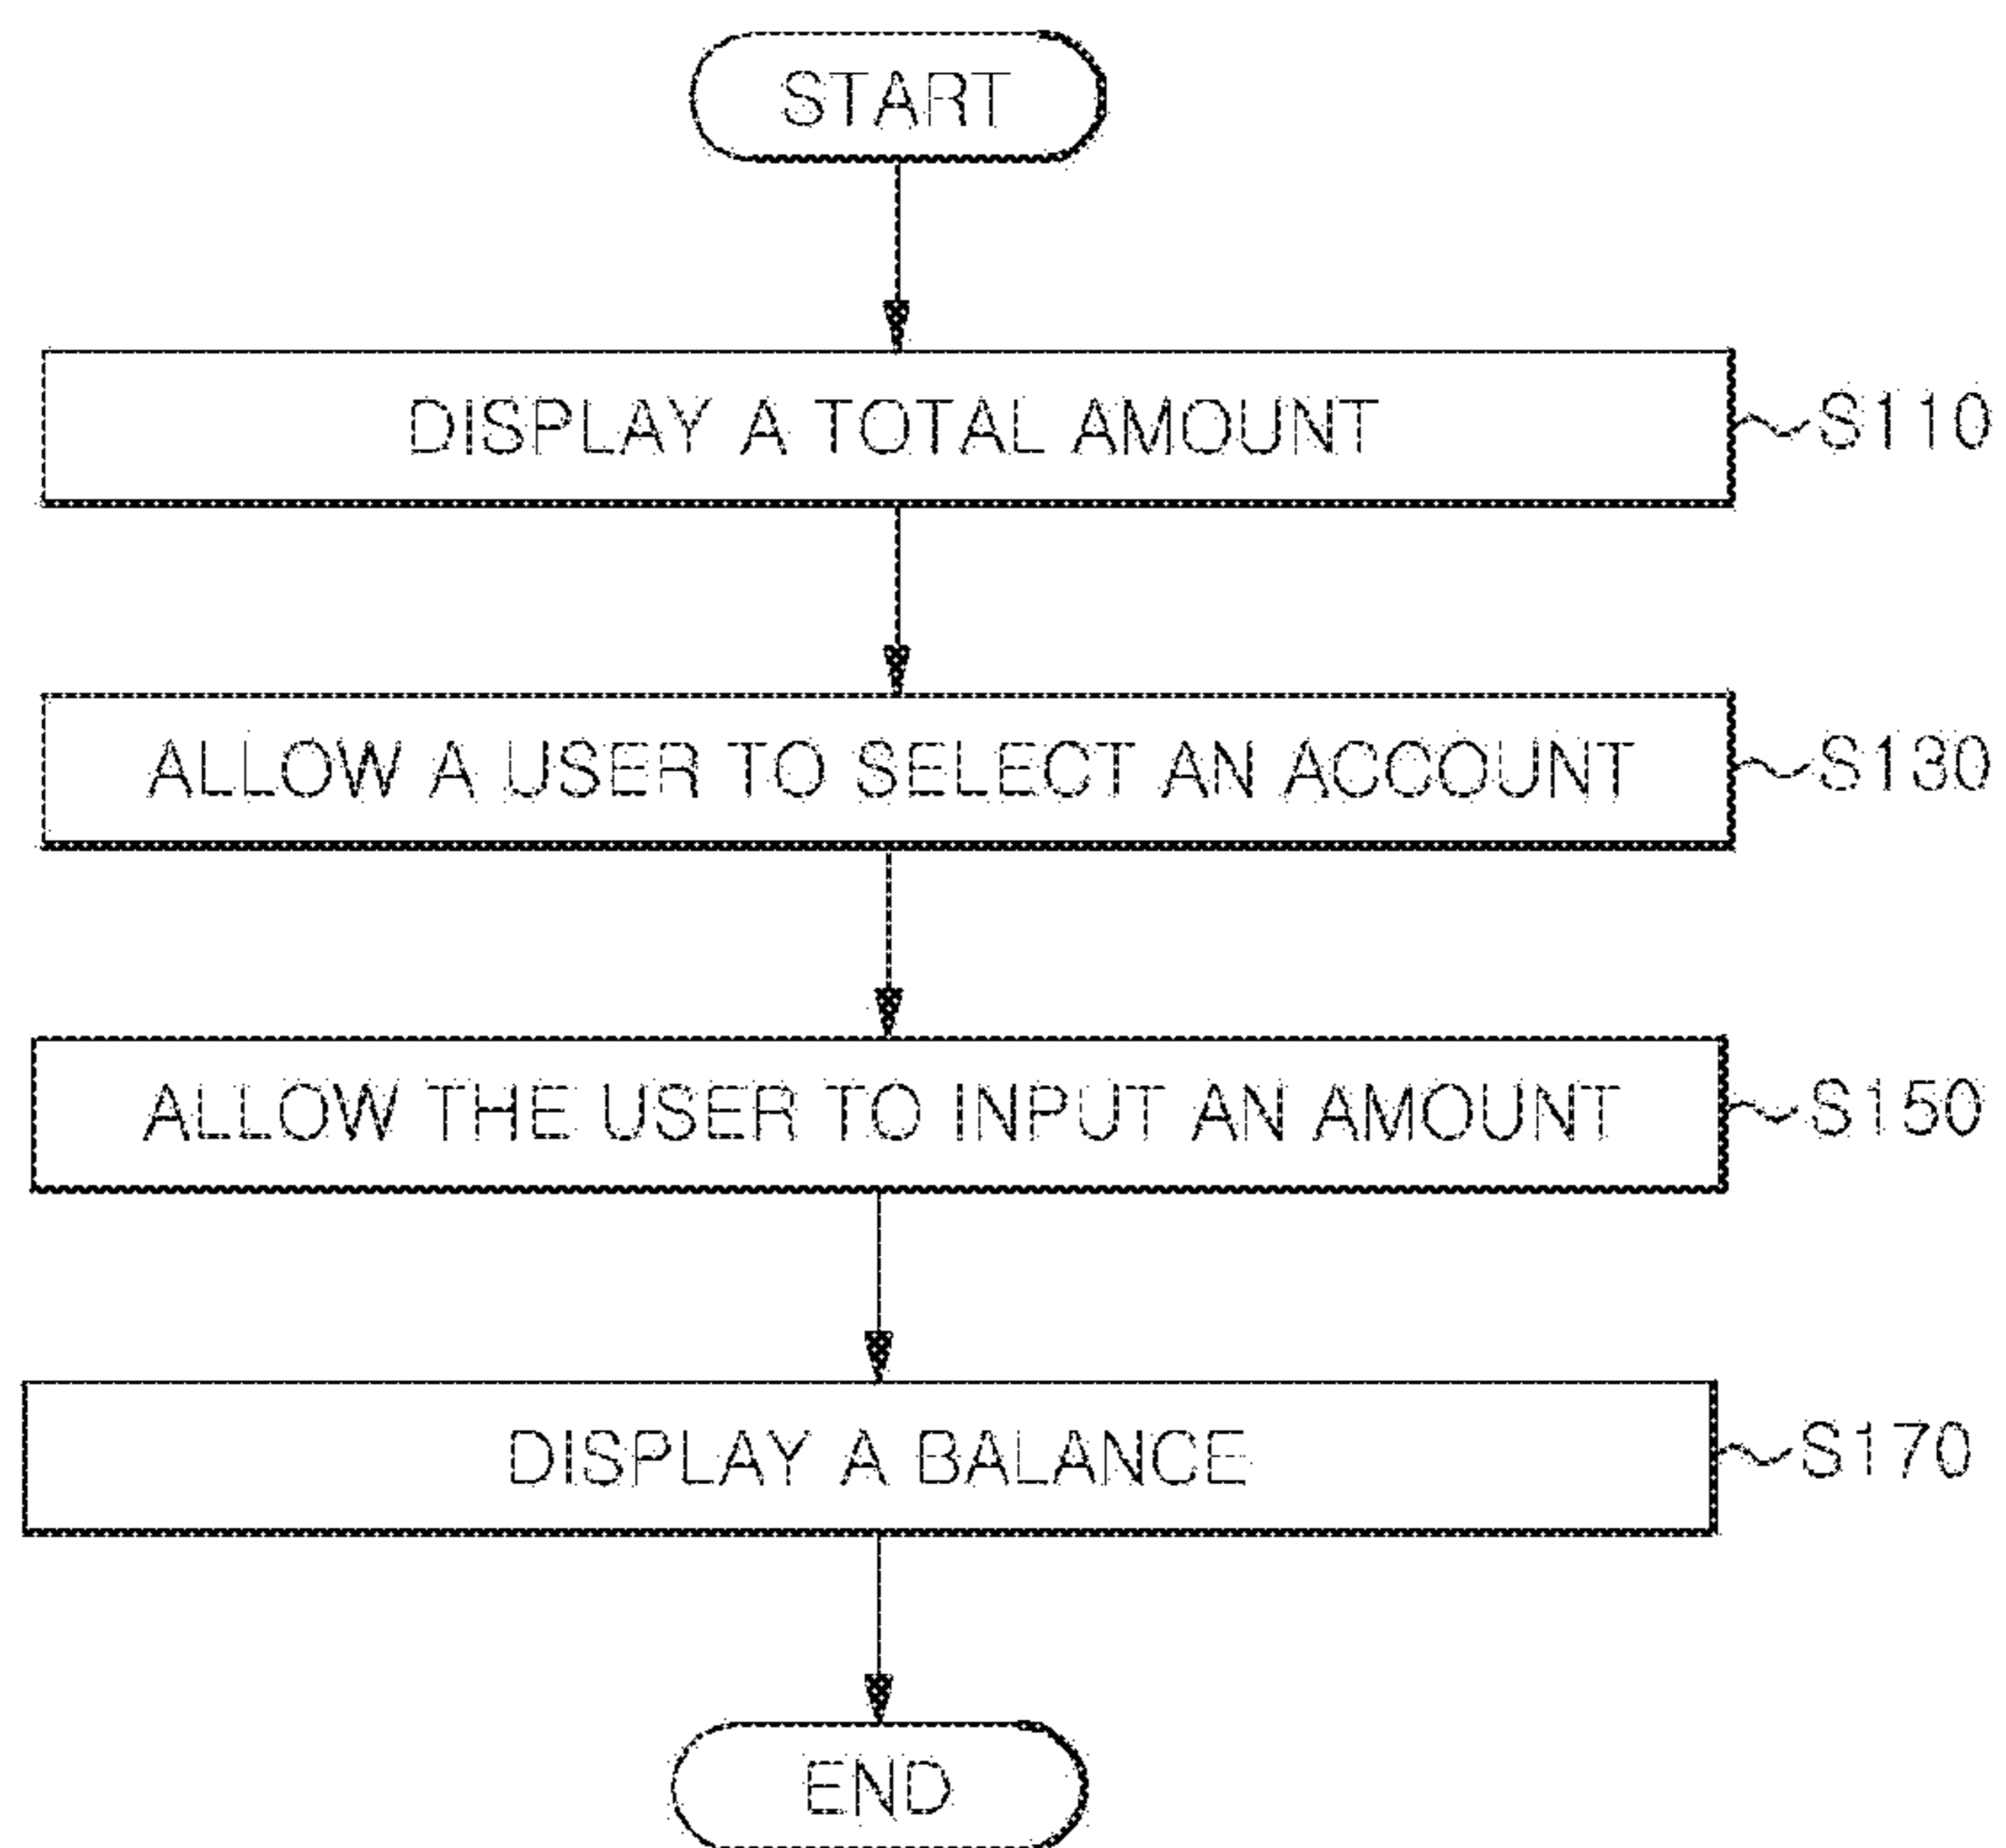 START
DISPLAY A TOTAL AMOUNT
S110
ALLOW A USER TO SELECT AN ACCOUNT
S130
ALLOW THE USER TO INPUT AN AMOUNT
S150
DISPLAY A BALANCE
S170
END